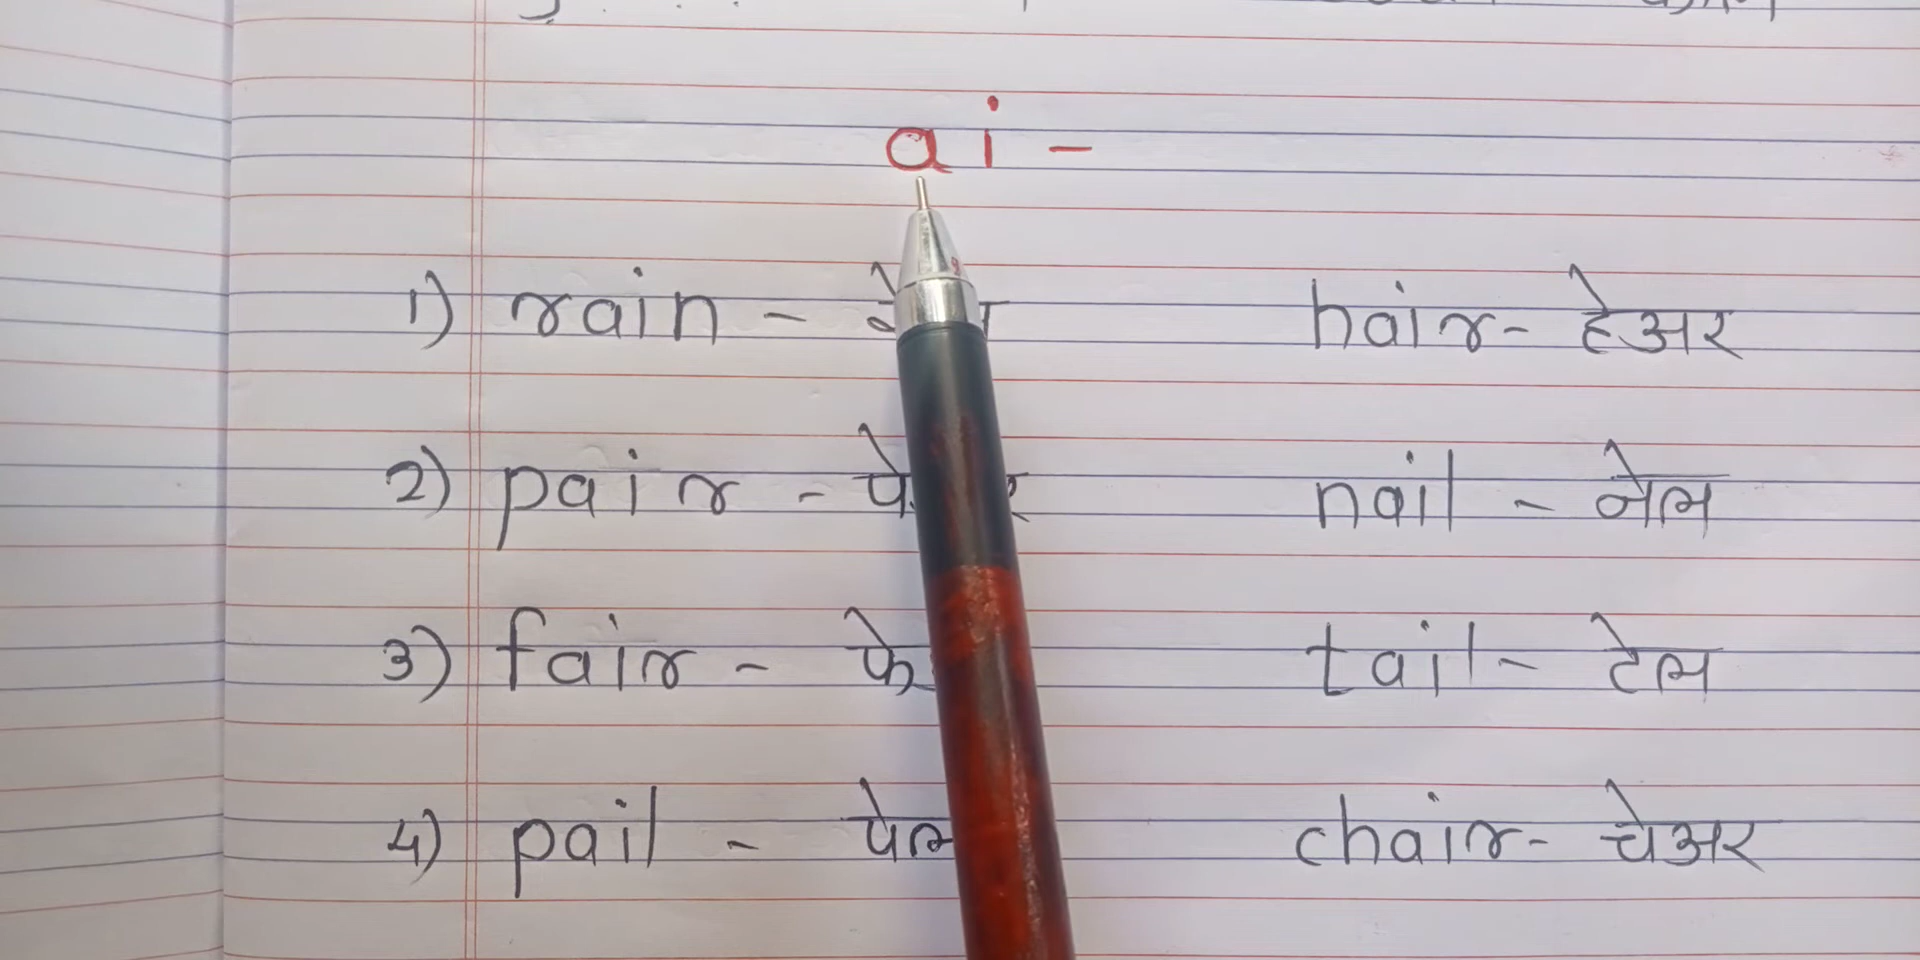 ai -
1) rain - hair - हेअर
2) pair - nail - नेल
3) fair - tail - टेल
4) pail - पेल chair - चेअर